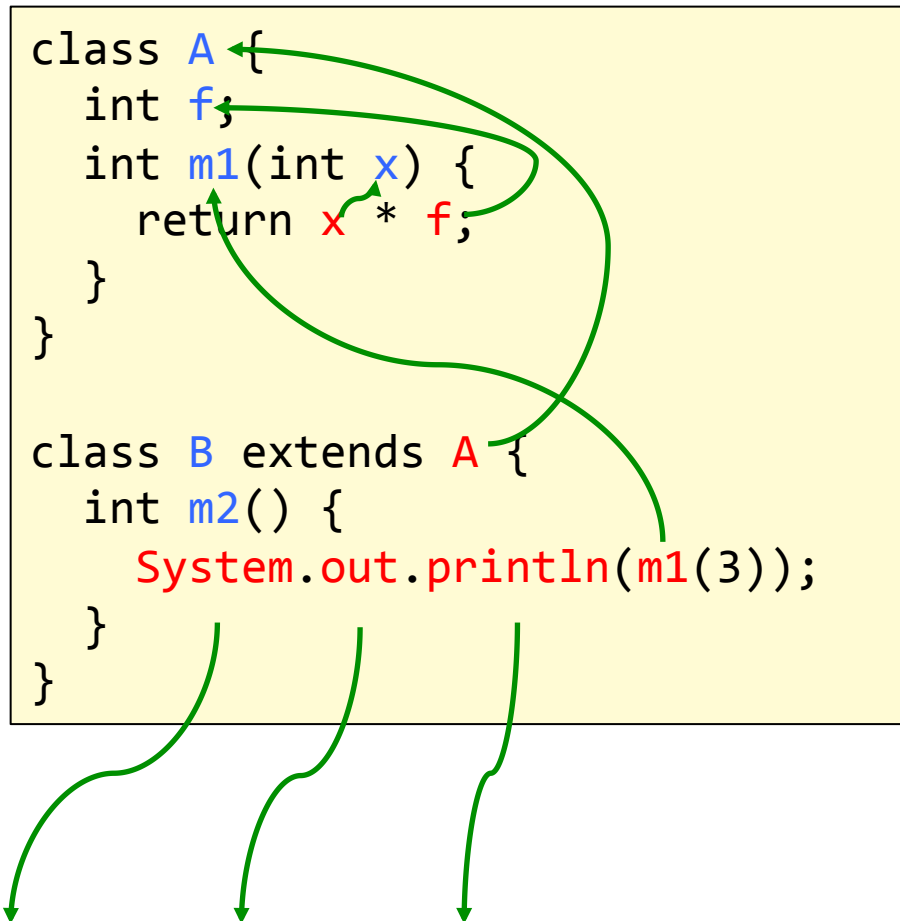 class A {
  int f;
  int m1(int x) {
    return x * f;
  }
}

class B extends A {
  int m2() {
    System.out.println(m1(3));
  }
}